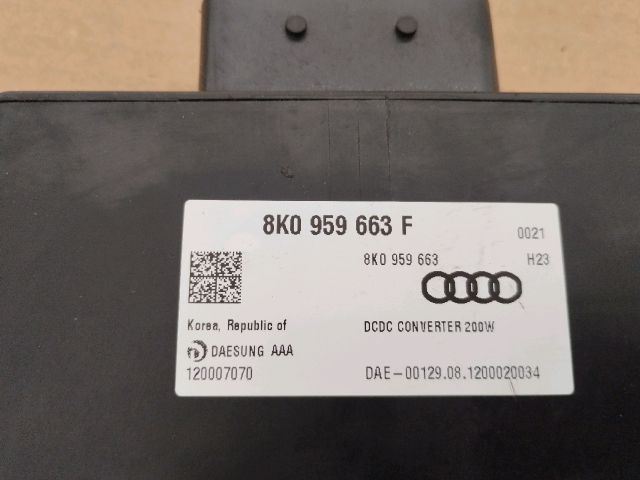 8K0 959 663 F
0021
8K0 959 663
H23
Korea, Republic of
DCDC CONVERTER 200W
DAESUNG AAA
120007070
DAE-00129.08.1200020034